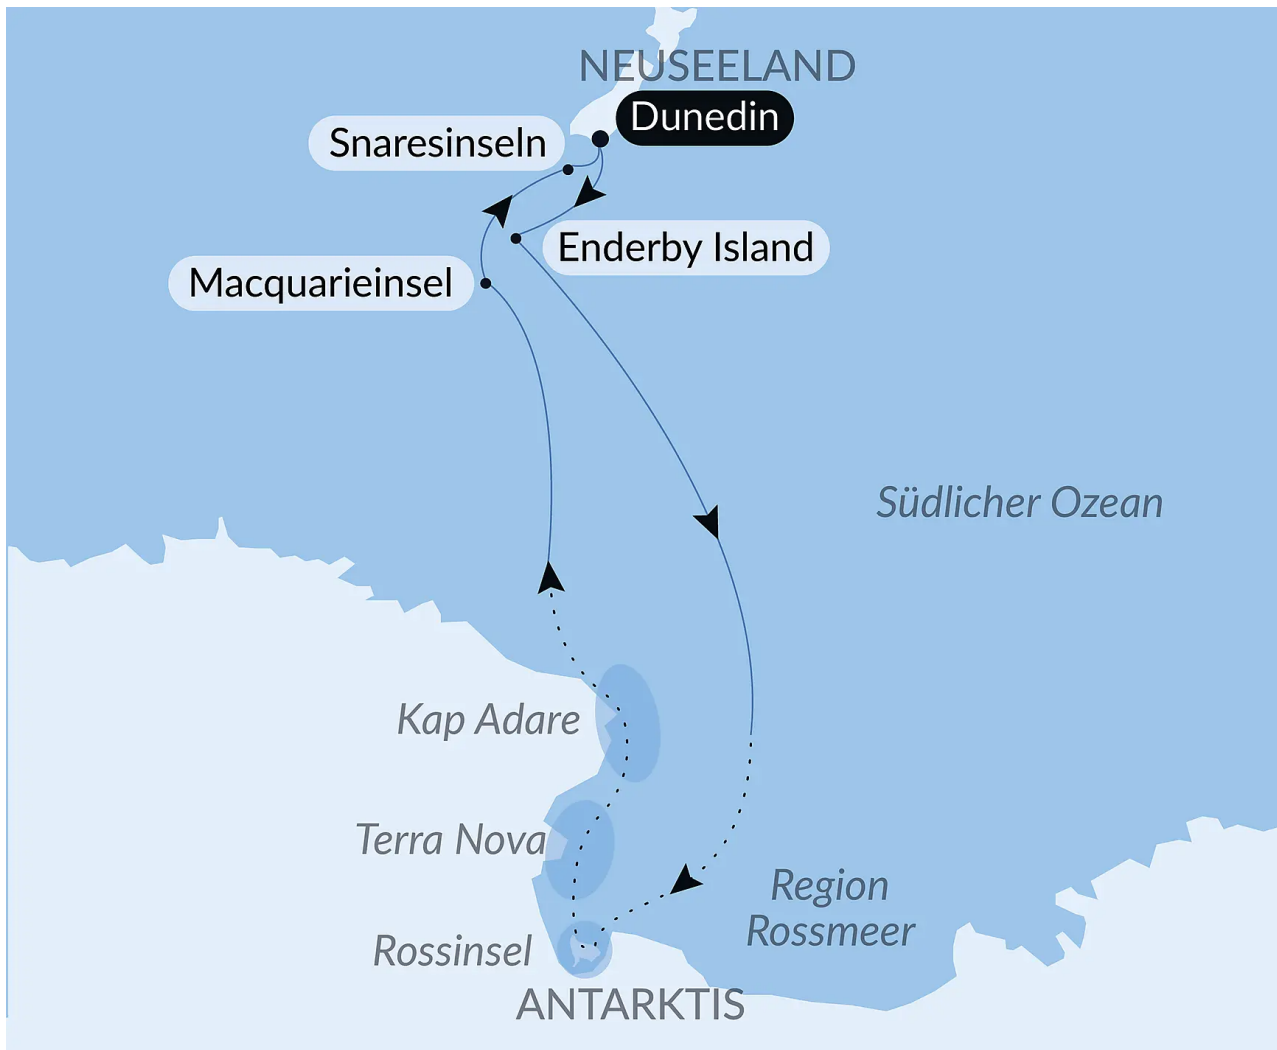 NEUSEELAND
Dunedin
Snaresinseln
Enderby Island
Macquarieinsel
Südlicher Ozean
Kap Adare
Terra Nova
Region
Rossmeer
Rossinsel
ANTARKTIS